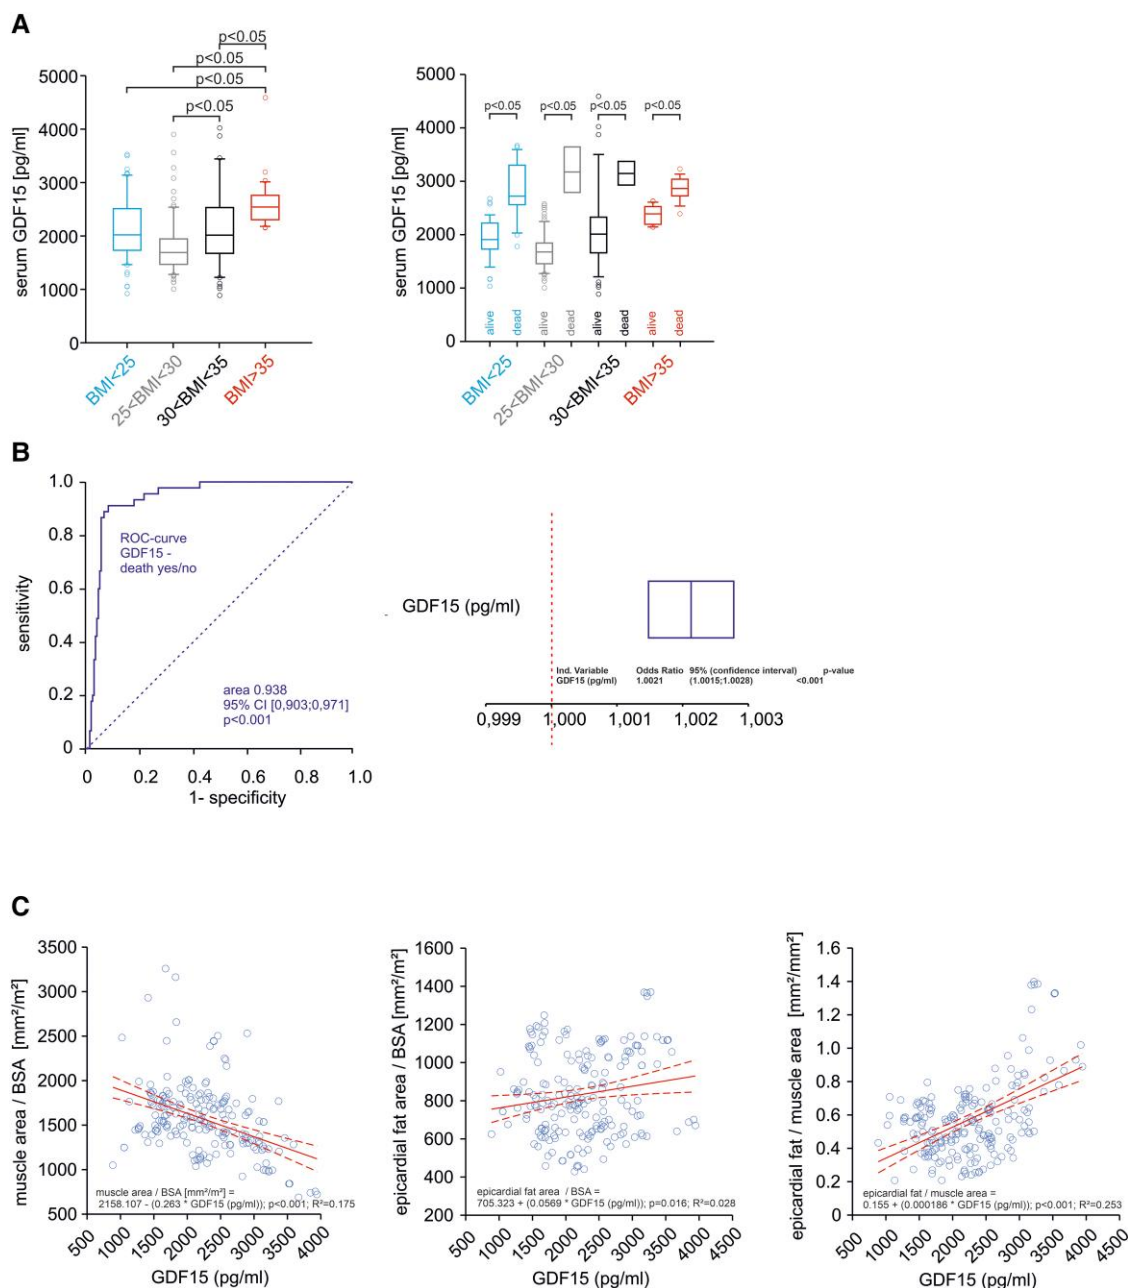 A
p<0.05
p<0.05
p<0.05
p<0.05
5000
4000
3000
2000
1000
0
serum GDF15 [pg/ml]
BMI<25
25<BMI<30
30<BMI<35
BMI>35
5000
4000
3000
2000
1000
0
serum GDF15 [pg/ml]
p<0.05
p<0.05
p<0.05
p<0.05
alive
dead
alive
dead
alive
dead
alive
dead
BMI<25
25<BMI<30
30<BMI<35
BMI>35
B
1.0
0.8
0.6
0.4
0.2
0
sensitivity
ROC-curve
GDF15 -
death yes/no
area 0.938
95% CI [0,903;0,971]
p<0.001
0 0.2 0.4 0.6 0.8 1.0
1- specificity
GDF15 (pg/ml)
Ind. Variable Odds Ratio 95% (confidence interval) p-value
GDF15 (pg/ml) 1.0021 (1.0015;1.0028) <0.001
0,999 1,000 1,001 1,002 1,003
C
3500
3000
2500
2000
1500
1000
500
muscle area / BSA [mm²/m²]
muscle area / BSA [mm²/m²] =
2158.107 – (0.263 * GDF15 (pg/ml)); p<0.001; R²=0.175
500 1000 1500 2000 2500 3000 3500 4000
GDF15 (pg/ml)
1600
1400
1200
1000
800
600
400
200
epicardial fat area / BSA [mm²/m²]
epicardial fat area / BSA =
705.323 + (0.0569 * GDF15 (pg/ml)); p=0.016; R²=0.028
500 1000 1500 2000 2500 3000 3500 4000 4500
GDF15 (pg/ml)
1.6
1.4
1.2
1.0
0.8
0.6
0.4
0.2
0
epicardial fat / muscle area [mm²/mm²]
epicardial fat / muscle area =
0.155 + (0.000186 * GDF15 (pg/ml)); p<0.001; R²=0.253
500 1000 1500 2000 2500 3000 3500 4000 4500
GDF15 (pg/ml)